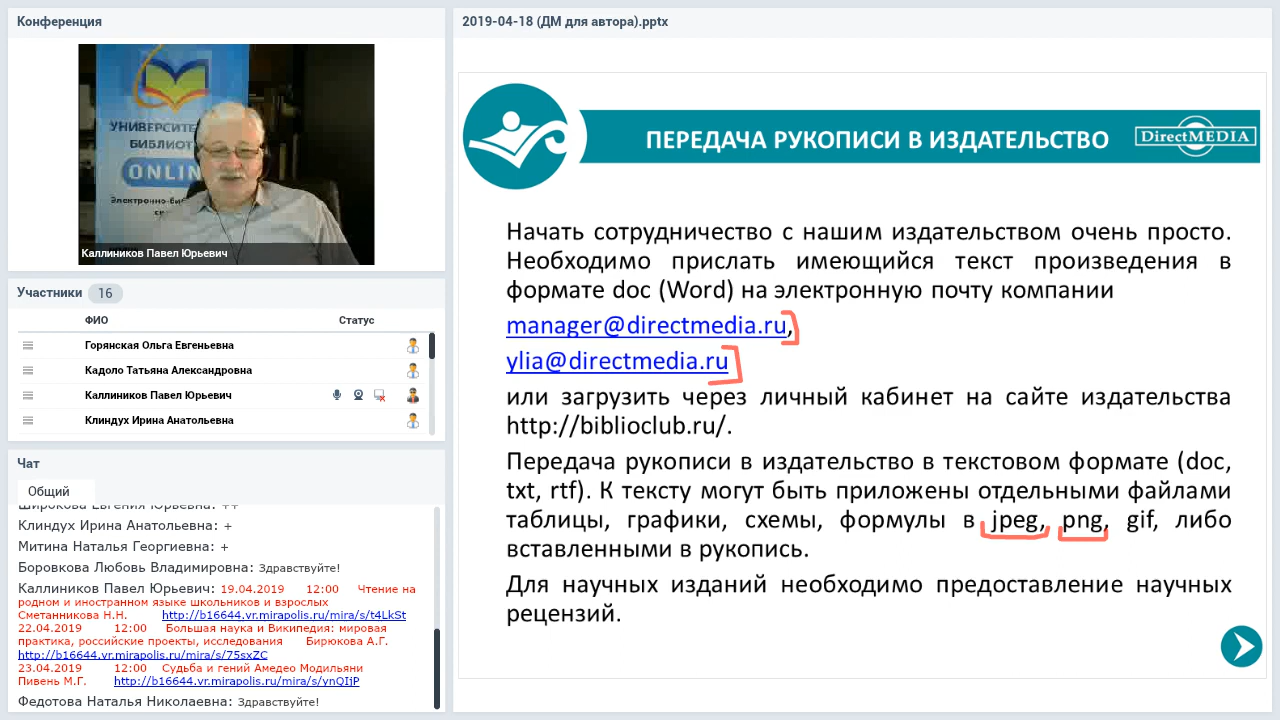 Конференция
УНИВЕРСИТЕ
БИБЛИОТ
ONLIN
Электронно-биб
Каллиников Павел Юрьевич
Участники 16
ФИО Статус
Горянская Ольга Евгеньевна
Кадоло Татьяна Александровна
Каллиников Павел Юрьевич
Клиндух Ирина Анатольевна
Чат
Общий
Широкова Евгения Юрьевна: ++
Клиндух Ирина Анатольевна: +
Митина Наталья Георгиевна: +
Боровкова Любовь Владимировна: Здравствуйте!
Каллиников Павел Юрьевич: 19.04.2019 12:00 Чтение на
родном и иностранном языке школьников и взрослых
Сметанникова Н.Н. http://b16644.vr.mirapolis.ru/mira/s/t4LkSt
22.04.2019 12:00 Большая наука и Википедия: мировая
практика, российские проекты, исследования Бирюкова А.Г.
http://b16644.vr.mirapolis.ru/mira/s/75sxZC
23.04.2019 12:00 Судьба и гений Амедео Модильяни
Пивень М.Г. http://b16644.vr.mirapolis.ru/mira/s/ynQIjP
Федотова Наталья Николаевна: Здравствуйте!
2019-04-18 (ДМ для автора).pptx
ПЕРЕДАЧА РУКОПИСИ В ИЗДАТЕЛЬСТВО
DirectMEDIA
Начать сотрудничество с нашим издательством очень просто.
Необходимо прислать имеющийся текст произведения в
формате doc (Word) на электронную почту компании
manager@directmedia.ru,
ylia@directmedia.ru
или загрузить через личный кабинет на сайте издательства
http://biblioclub.ru/.
Передача рукописи в издательство в текстовом формате (doc,
txt, rtf). К тексту могут быть приложены отдельными файлами
таблицы, графики, схемы, формулы в jpeg, png, gif, либо
вставленными в рукопись.
Для научных изданий необходимо предоставление научных
рецензий.